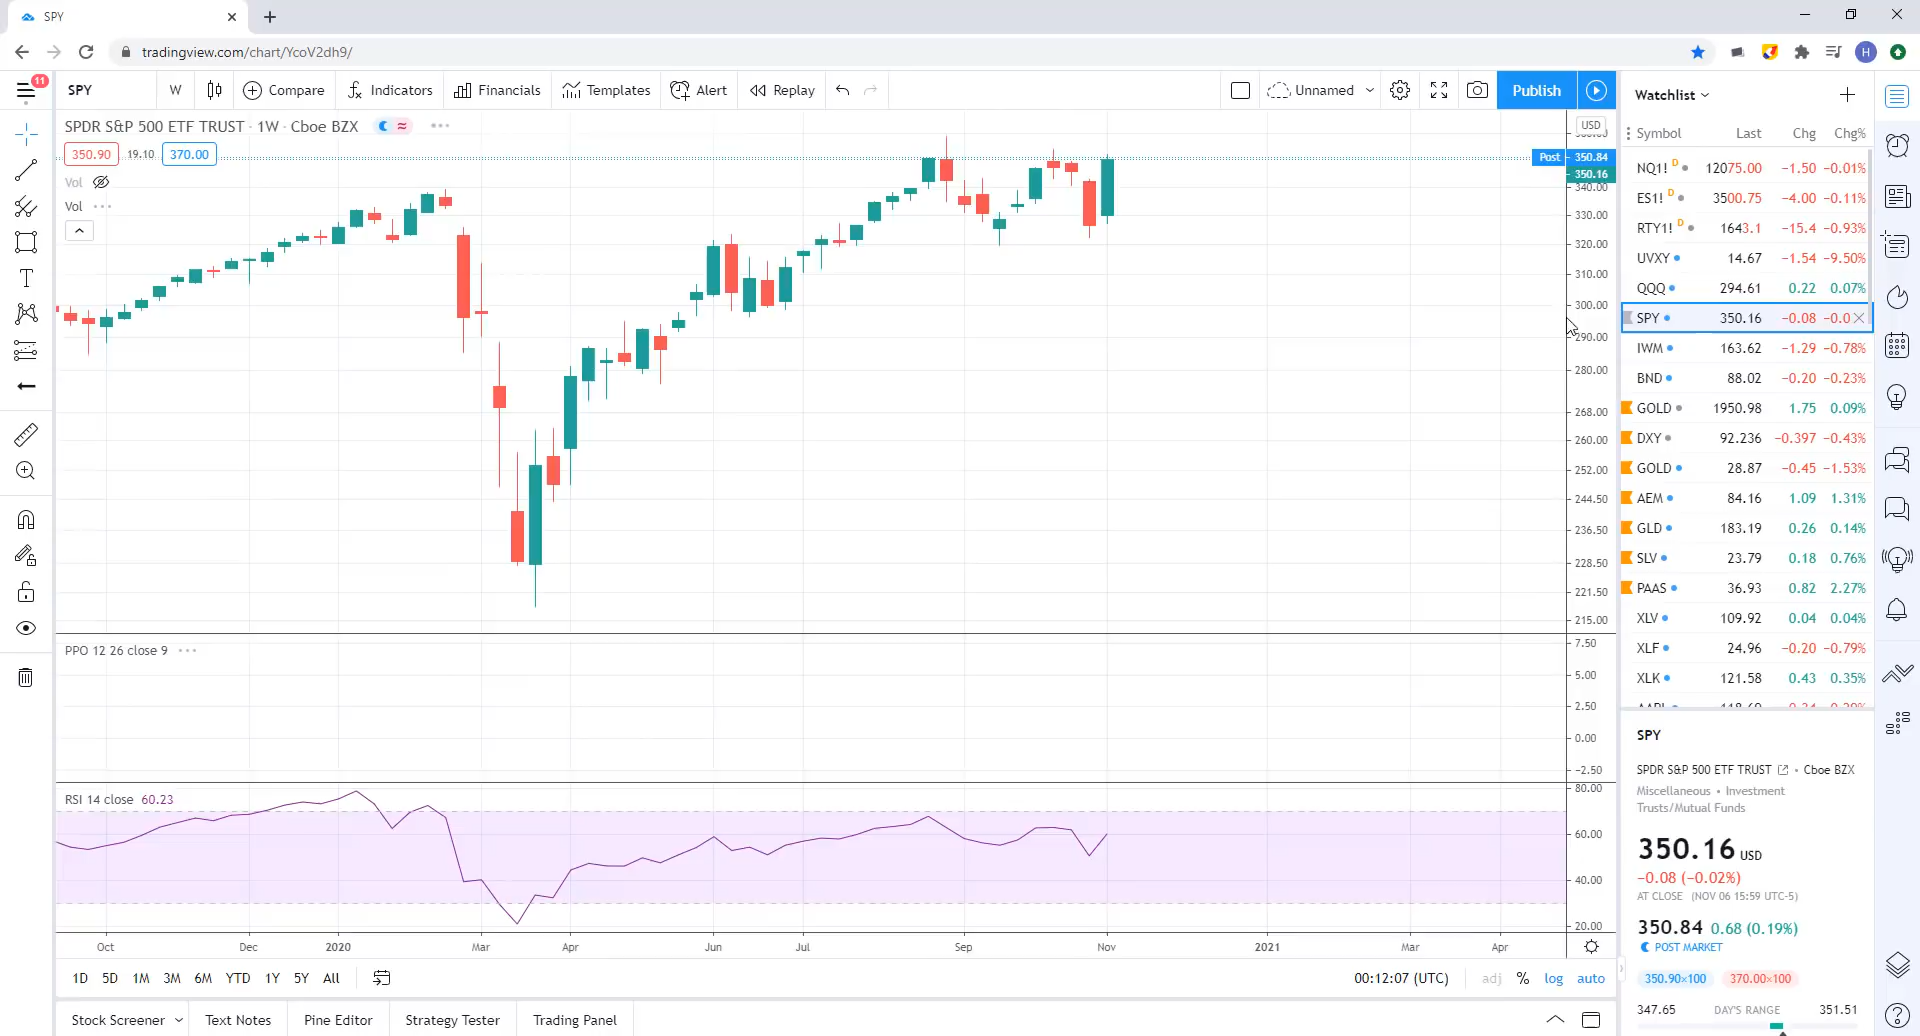 SPY
tradingview.com/chart/YcoV2dh9/
H
11
SPY W Compare Indicators Financials Templates Alert Replay Unnamed Publish
SPDR S&P 500 ETF TRUST · 1W · Cboe BZX
350.90 19.10 370.00
Vol
Vol
USD
Post 350.84
350.16
340.00
330.00
320.00
310.00
300.00
290.00
280.00
268.00
260.00
252.00
244.50
236.50
228.50
221.50
215.00
PPO 12 26 close 9
7.50
5.00
2.50
0.00
−2.50
RSI 14 close 60.23
80.00
60.00
40.00
20.00
Oct Dec 2020 Mar Apr Jun Jul Sep Nov 2021 Mar Apr
1D 5D 1M 3M 6M YTD 1Y 5Y All 00:12:07 (UTC) adj % log auto
Stock Screener Text Notes Pine Editor Strategy Tester Trading Panel
Watchlist
Symbol Last Chg Chg%
NQ1! D 12075.00 −1.50 −0.01%
ES1! D 3500.75 −4.00 −0.11%
RTY1! D 1643.1 −15.4 −0.93%
UVXY 14.67 −1.54 −9.50%
QQQ 294.61 0.22 0.07%
SPY 350.16 −0.08 −0.0
IWM 163.62 −1.29 −0.78%
BND 88.02 −0.20 −0.23%
GOLD 1950.98 1.75 0.09%
DXY 92.236 −0.397 −0.43%
GOLD 28.87 −0.45 −1.53%
AEM 84.16 1.09 1.31%
GLD 183.19 0.26 0.14%
SLV 23.79 0.18 0.76%
PAAS 36.93 0.82 2.27%
XLV 109.92 0.04 0.04%
XLF 24.96 −0.20 −0.79%
XLK 121.58 0.43 0.35%
SPY
SPDR S&P 500 ETF TRUST • Cboe BZX
Miscellaneous • Investment
Trusts/Mutual Funds
350.16 USD
−0.08 (−0.02%)
AT CLOSE (NOV 06 15:59 UTC-5)
350.84 0.68 (0.19%)
POST MARKET
350.90×100 370.00×100
347.65 DAY'S RANGE 351.51